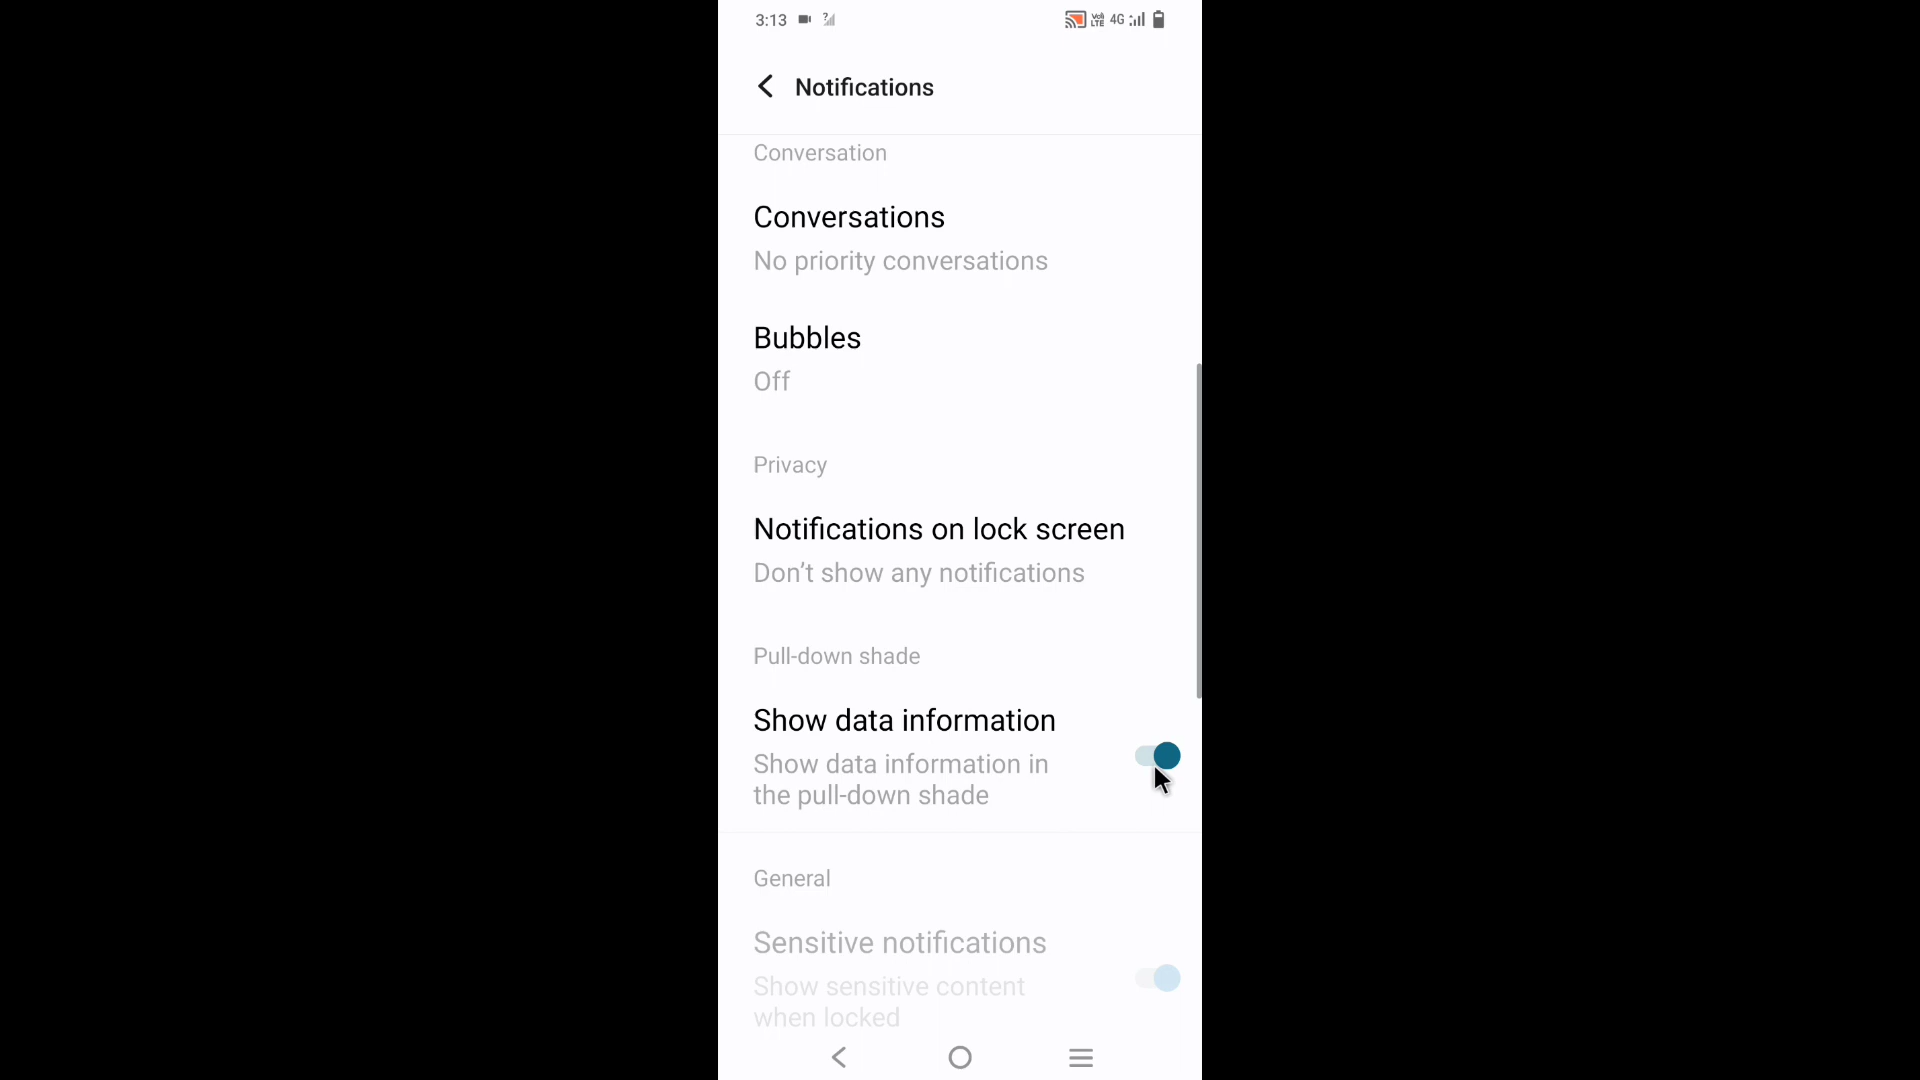 3:13
VoLTE 4G
Notifications
Conversation
Conversations
No priority conversations
Bubbles
Off
Privacy
Notifications on lock screen
Don’t show any notifications
Pull-down shade
Show data information
Show data information in
the pull-down shade
General
Sensitive notifications
Show sensitive content
when locked